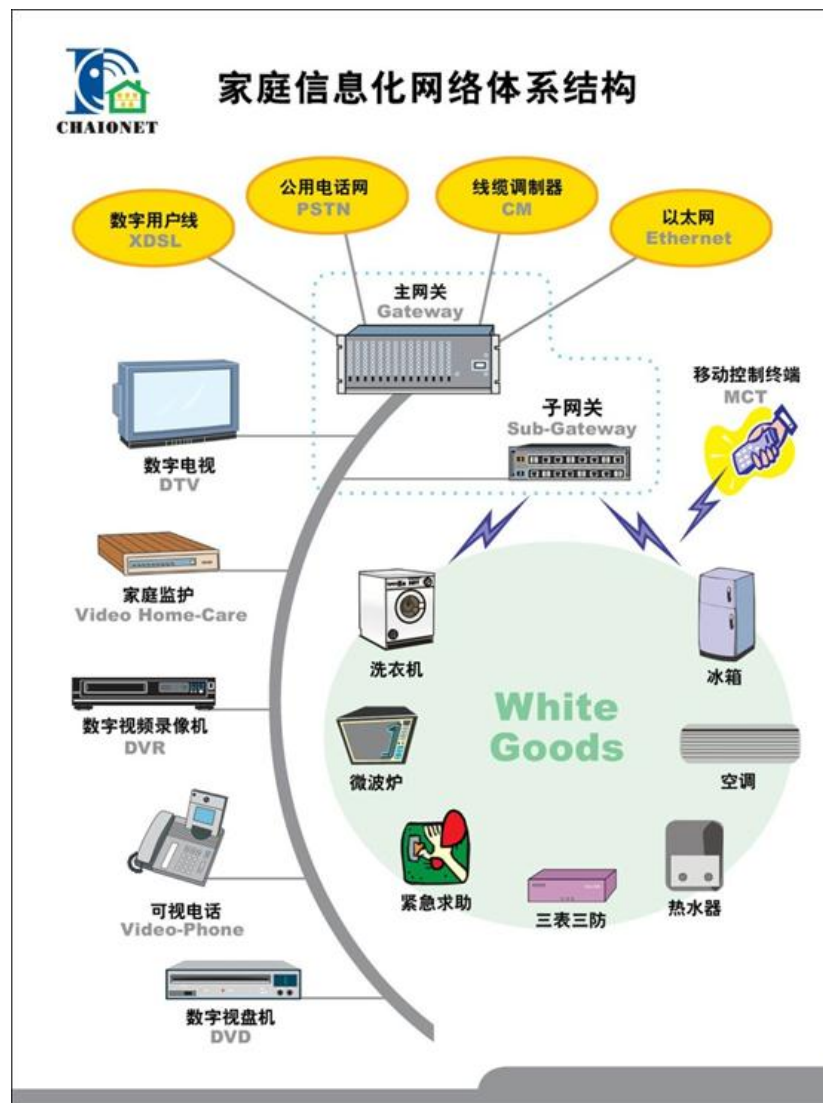 家庭信息化网络体系结构
CHAIONET
数字用户线
XDSL
公用电话网
PSTN
线缆调制器
CM
以太网
Ethernet
主网关
Gateway
子网关
Sub-Gateway
移动控制终端
MCT
数字电视
DTV
家庭监护
Video Home-Care
数字视频录像机
DVR
可视电话
Video-Phone
数字视盘机
DVD
洗衣机
冰箱
White
Goods
微波炉
空调
紧急求助
三表三防
热水器